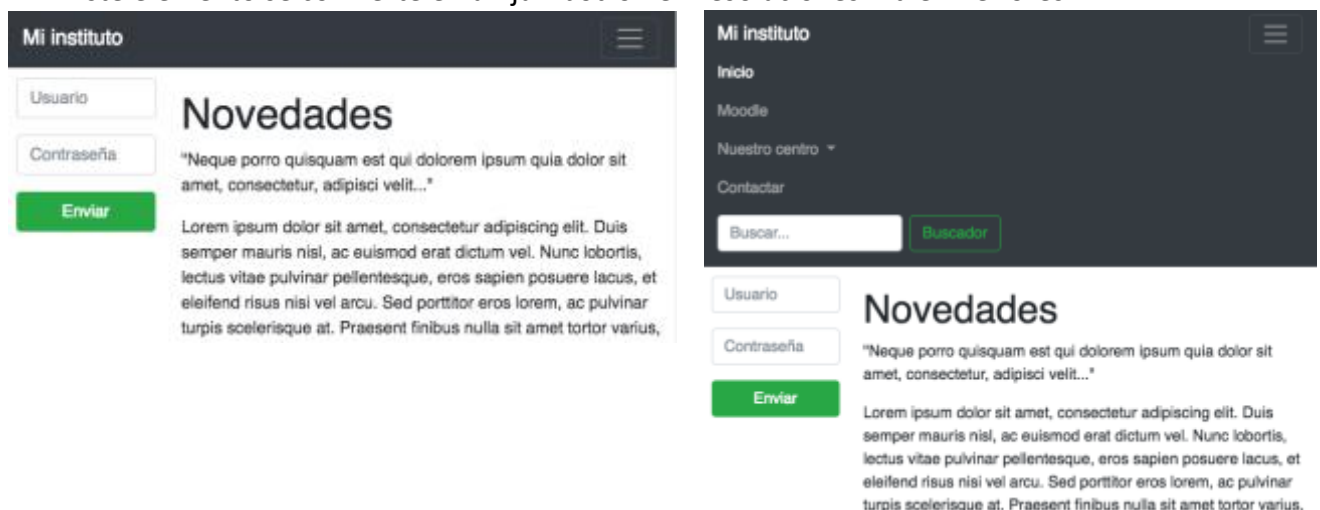 Mi instituto
Usuario
Contraseña
Enviar
Novedades
"Neque porro quisquam est qui dolorem ipsum quia dolor sit
amet, consectetur, adipisci velit..."
Lorem ipsum dolor sit amet, consectetur adipiscing elit. Duis
semper mauris nisl, ac euismod erat dictum vel. Nunc lobortis,
lectus vitae pulvinar pellentesque, eros sapien posuere lacus, et
eleifend risus nisi vel arcu. Sed porttitor eros lorem, ac pulvinar
turpis scelerisque at. Praesent finibus nulla sit amet tortor varius,
Mi instituto
Inicio
Moodle
Nuestro centro
Contactar
Buscar...
Buscador
Usuario
Contraseña
Enviar
Novedades
"Neque porro quisquam est qui dolorem ipsum quia dolor sit
amet, consectetur, adipisci velit..."
Lorem ipsum dolor sit amet, consectetur adipiscing elit. Duis
semper mauris nisl, ac euismod erat dictum vel. Nunc lobortis,
lectus vitae pulvinar pellentesque, eros sapien posuere lacus, et
eleifend risus nisi vel arcu. Sed porttitor eros lorem, ac pulvinar
turpis scelerisque at. Praesent finibus nulla sit amet tortor varius,